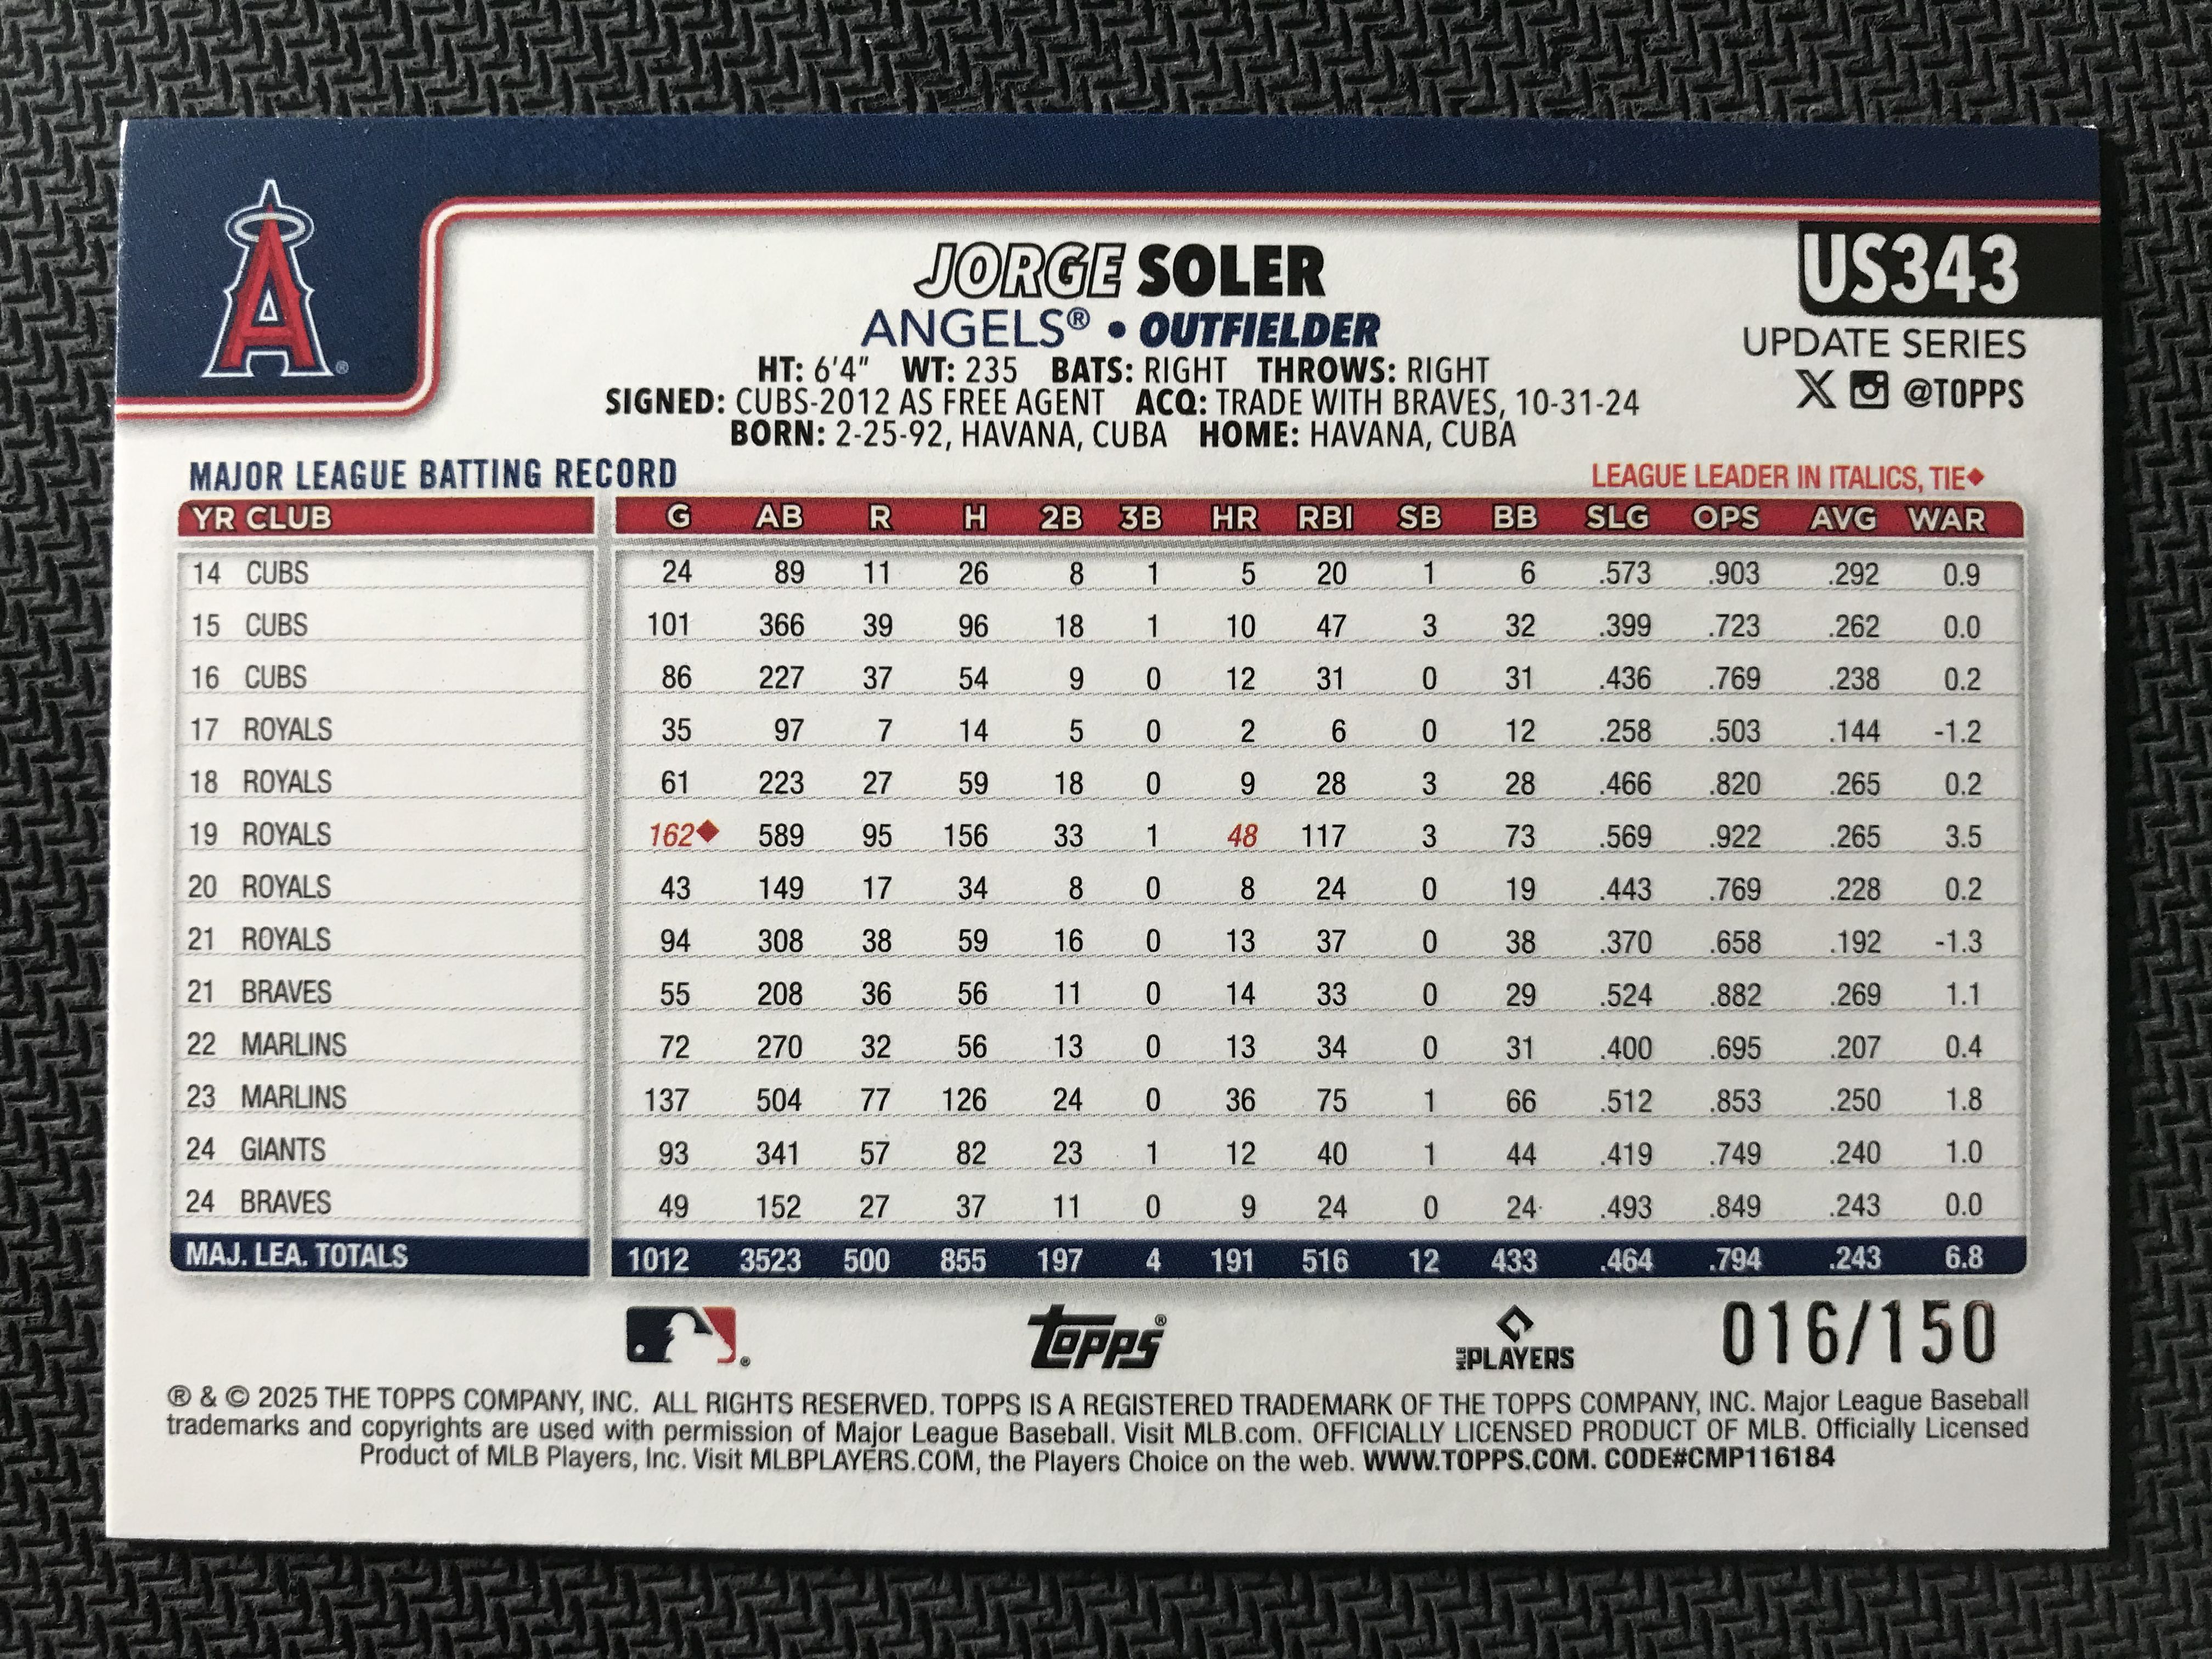 A®
JORGE SOLER
US343
ANGELS® • OUTFIELDER
UPDATE SERIES
HT: 6'4" WT: 235 BATS: RIGHT THROWS: RIGHT
X @TOPPS
SIGNED: CUBS-2012 AS FREE AGENT ACQ: TRADE WITH BRAVES, 10-31-24
BORN: 2-25-92, HAVANA, CUBA HOME: HAVANA, CUBA
MAJOR LEAGUE BATTING RECORD LEAGUE LEADER IN ITALICS, TIE◆
YR CLUB G AB R H 2B 3B HR RBI SB BB SLG OPS AVG WAR
14 CUBS 24 89 11 26 8 1 5 20 1 6 .573 .903 .292 0.9
15 CUBS 101 366 39 96 18 1 10 47 3 32 .399 .723 .262 0.0
16 CUBS 86 227 37 54 9 0 12 31 0 31 .436 .769 .238 0.2
17 ROYALS 35 97 7 14 5 0 2 6 0 12 .258 .503 .144 -1.2
18 ROYALS 61 223 27 59 18 0 9 28 3 28 .466 .820 .265 0.2
19 ROYALS 162◆ 589 95 156 33 1 48 117 3 73 .569 .922 .265 3.5
20 ROYALS 43 149 17 34 8 0 8 24 0 19 .443 .769 .228 0.2
21 ROYALS 94 308 38 59 16 0 13 37 0 38 .370 .658 .192 -1.3
21 BRAVES 55 208 36 56 11 0 14 33 0 29 .524 .882 .269 1.1
22 MARLINS 72 270 32 56 13 0 13 34 0 31 .400 .695 .207 0.4
23 MARLINS 137 504 77 126 24 0 36 75 1 66 .512 .853 .250 1.8
24 GIANTS 93 341 57 82 23 1 12 40 1 44 .419 .749 .240 1.0
24 BRAVES 49 152 27 37 11 0 9 24 0 24 .493 .849 .243 0.0
MAJ. LEA. TOTALS 1012 3523 500 855 197 4 191 516 12 433 .464 .794 .243 6.8
® Topps® MLB PLAYERS 016/150
® & © 2025 THE TOPPS COMPANY, INC. ALL RIGHTS RESERVED. TOPPS IS A REGISTERED TRADEMARK OF THE TOPPS COMPANY, INC. Major League Baseball
trademarks and copyrights are used with permission of Major League Baseball. Visit MLB.com. OFFICIALLY LICENSED PRODUCT OF MLB. Officially Licensed
Product of MLB Players, Inc. Visit MLBPLAYERS.COM, the Players Choice on the web. WWW.TOPPS.COM. CODE#CMP116184